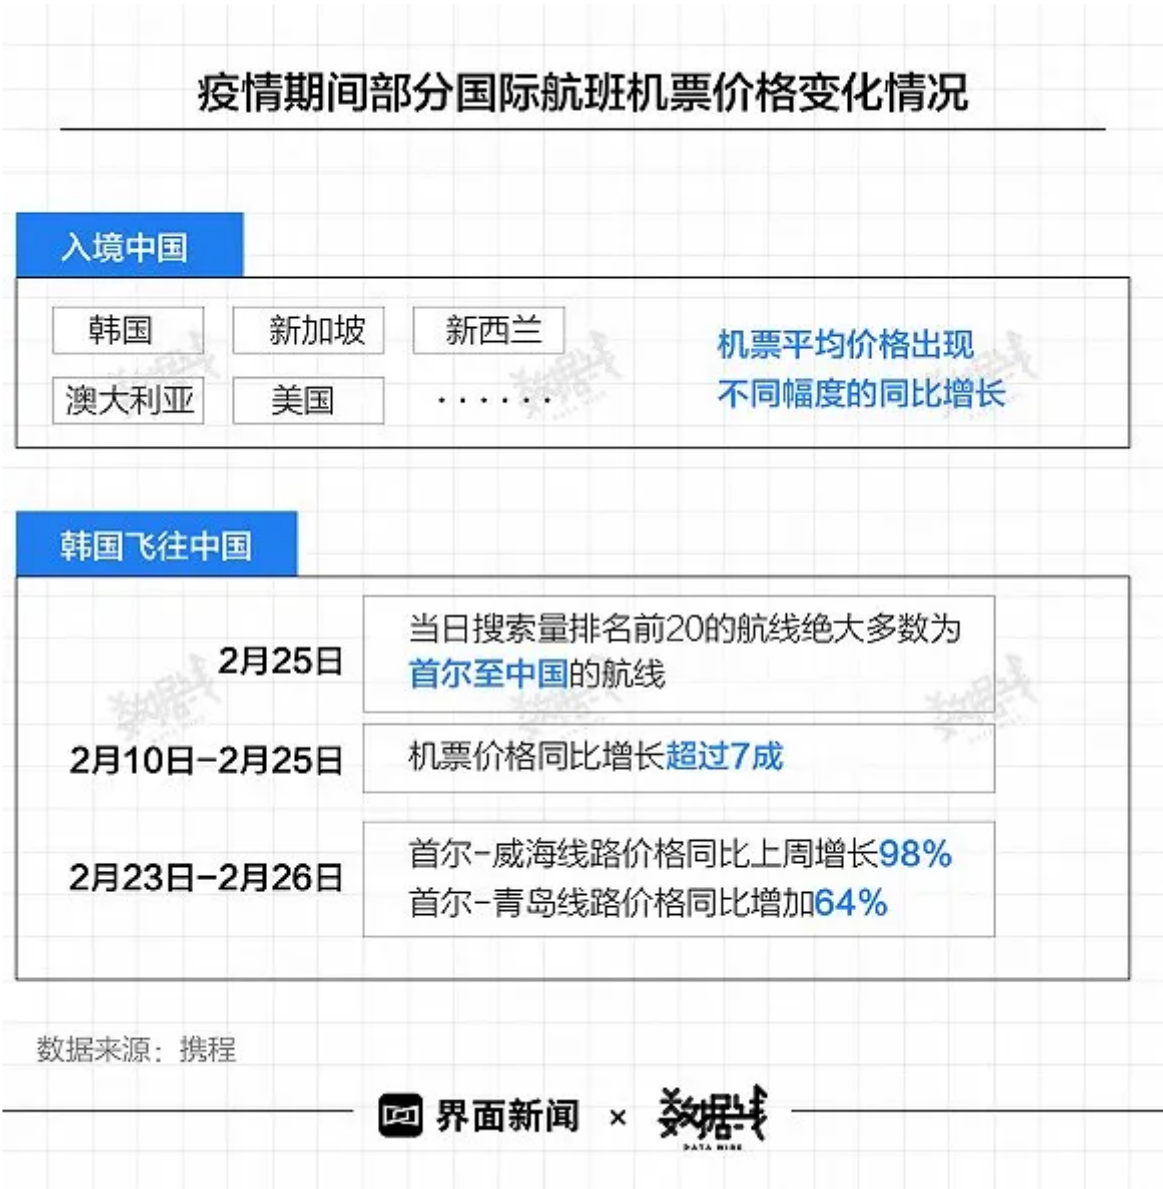 疫情期间部分国际航班机票价格变化情况
入境中国
韩国
新加坡
新西兰
澳大利亚
美国
······
机票平均价格出现
不同幅度的同比增长
韩国飞往中国
2月25日
当日搜索量排名前20的航线绝大多数为
首尔至中国的航线
2月10日-2月25日
机票价格同比增长超过7成
2月23日-2月26日
首尔-威海线路价格同比上周增长98%
首尔-青岛线路价格同比增加64%
数据来源：携程
界面新闻 × 数据线
DATA WIRE